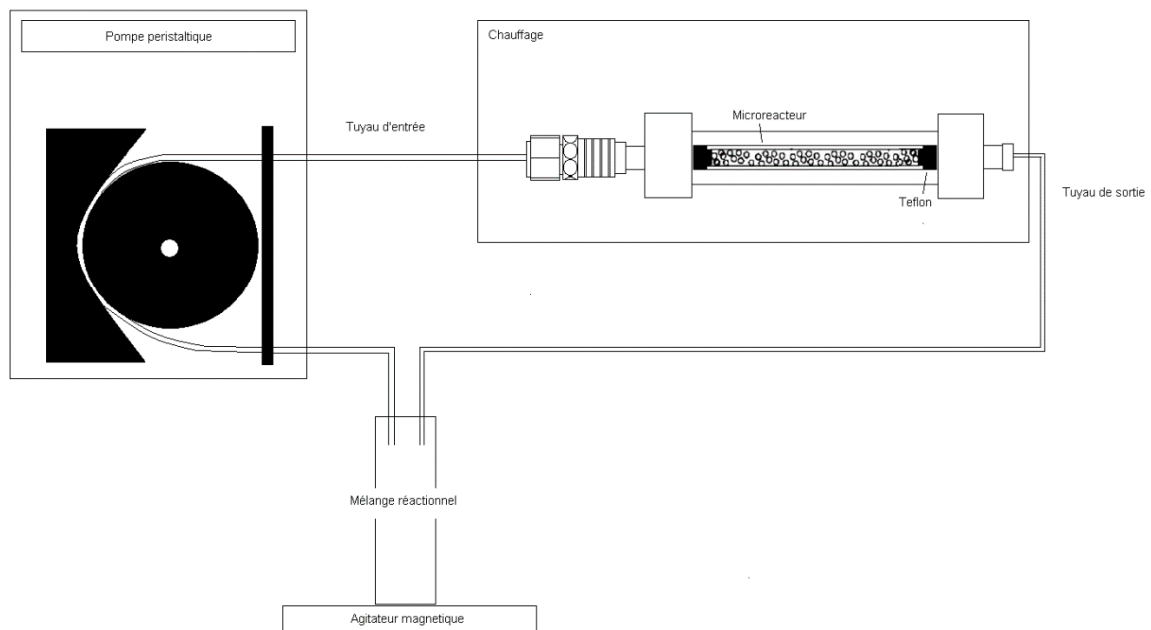 Pompe peristaltique
Chauffage
Microreacteur
Tuyau d'entrée
Tuyau de sortie
Teflon
Mélange réactionnel
Agitateur magnetique